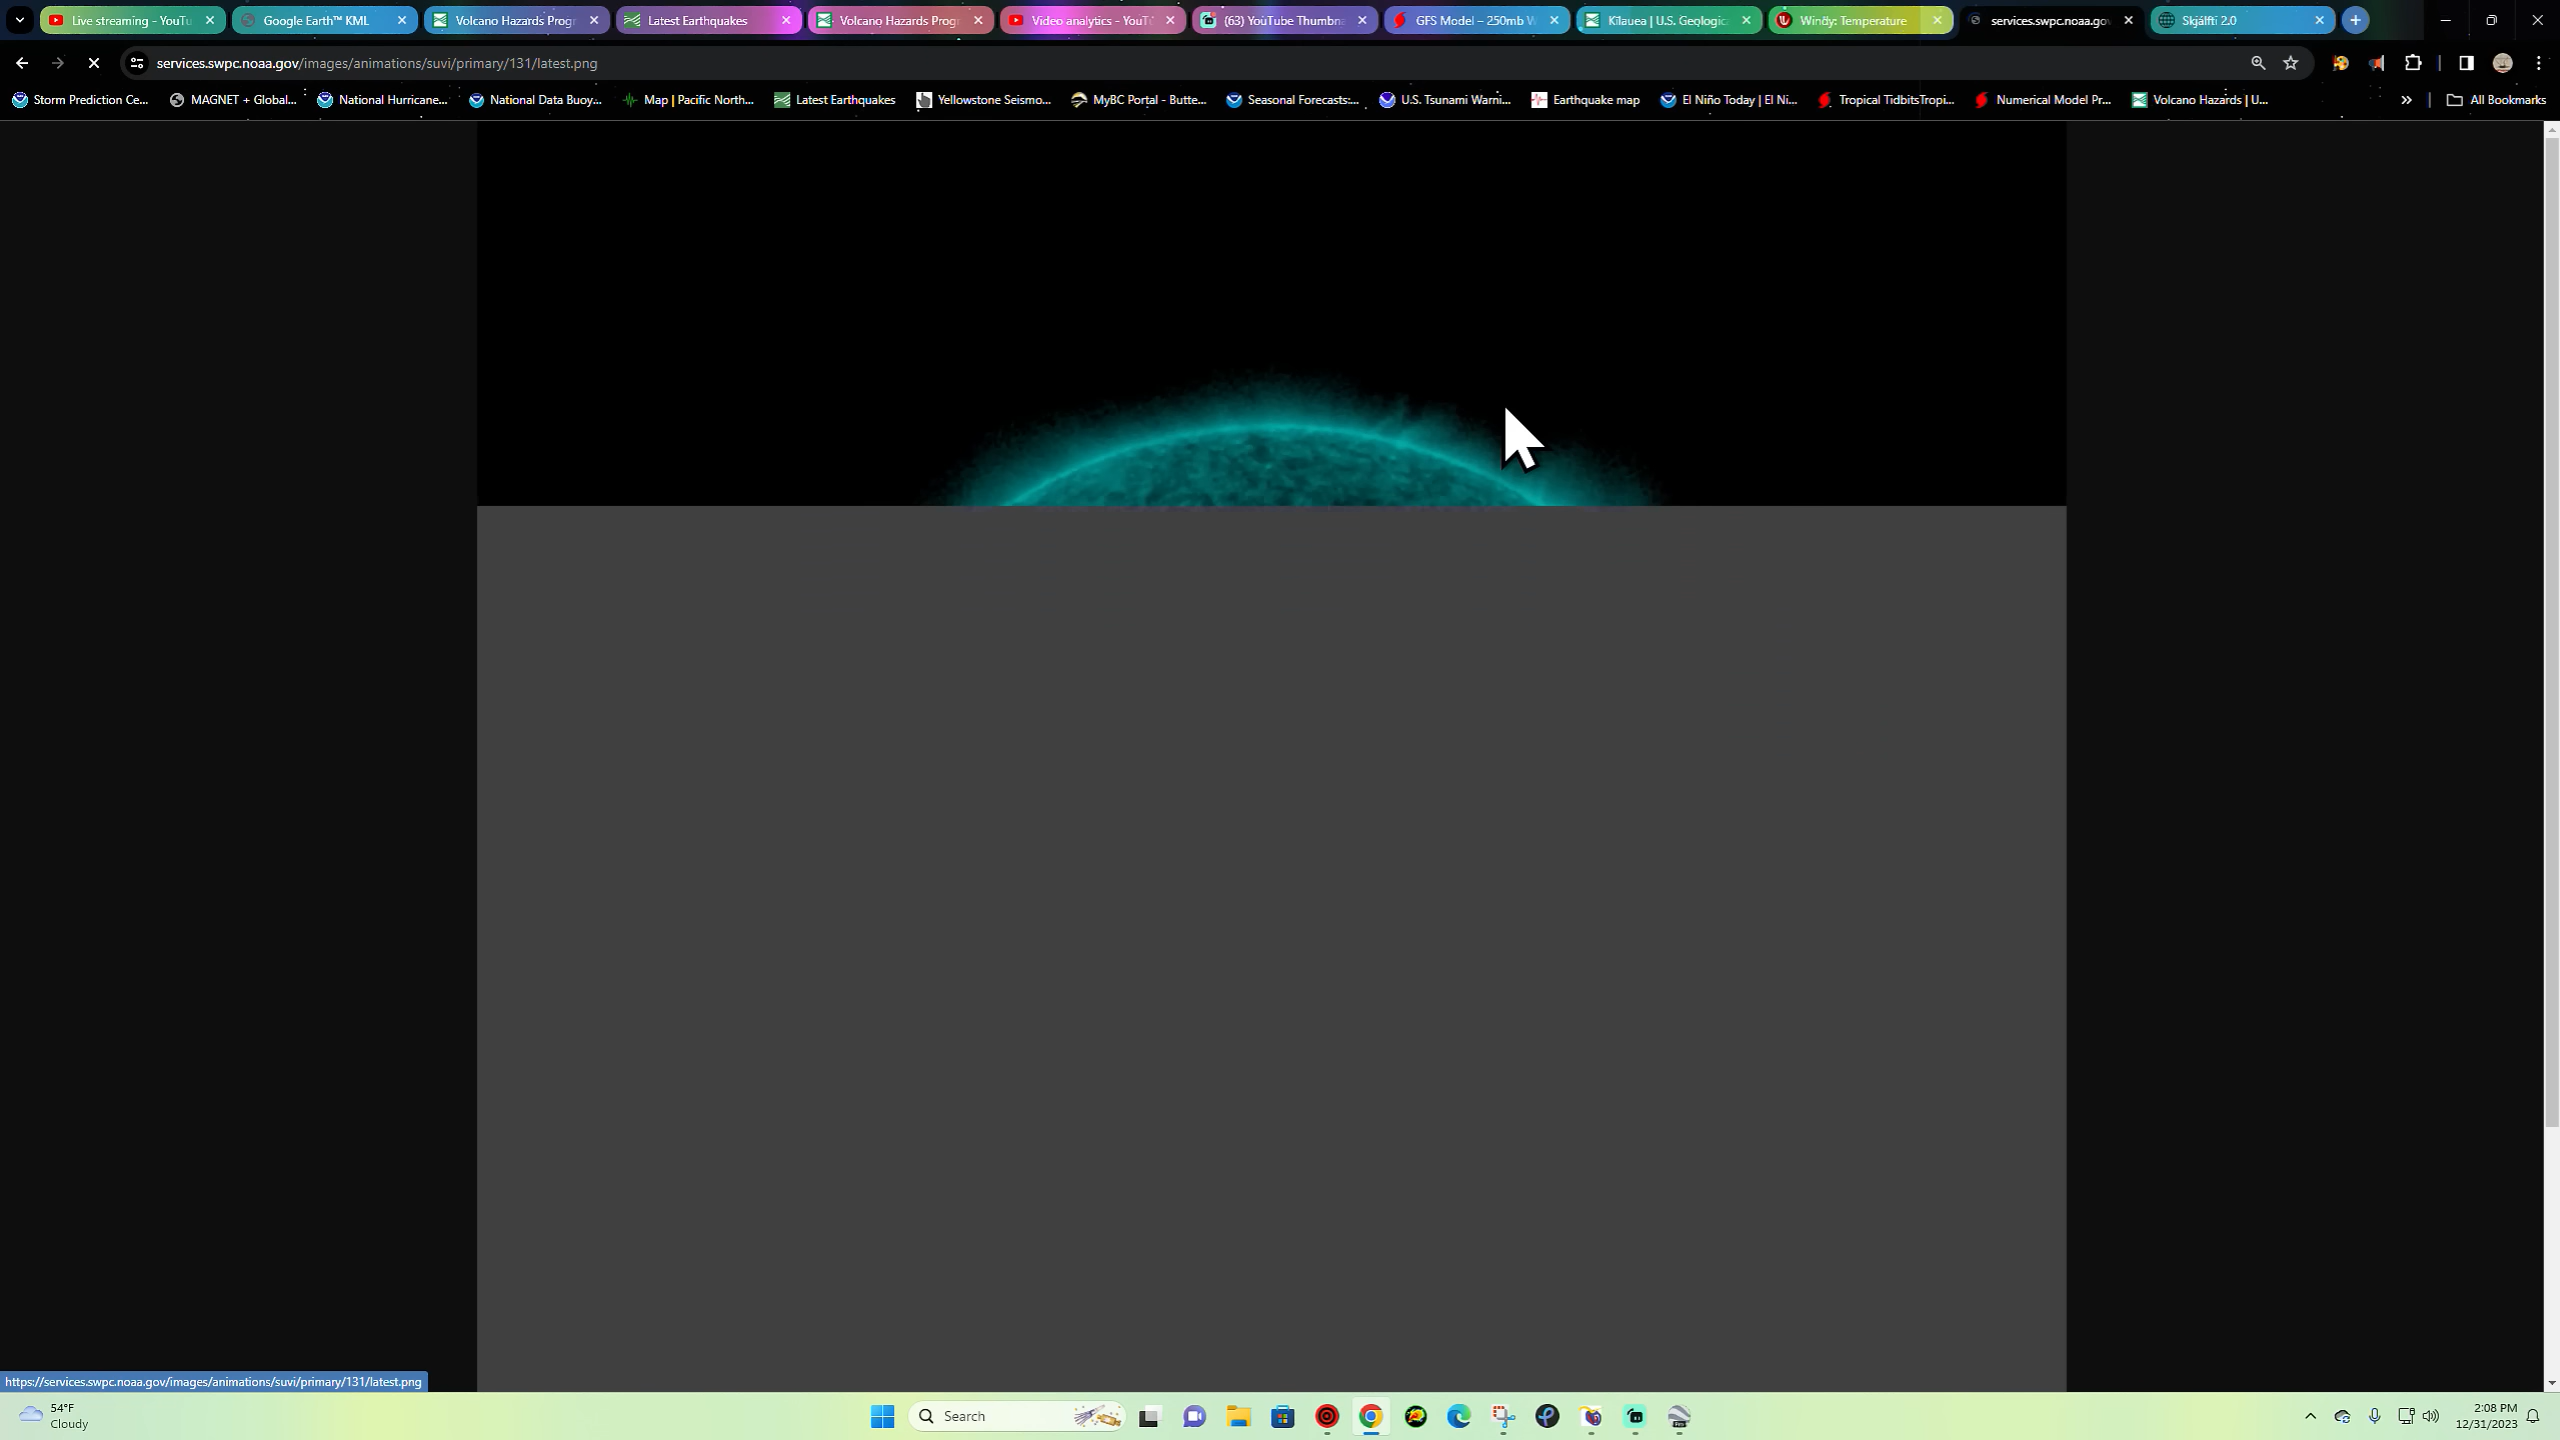 Live streaming - YouTu
Google Earth™ KML
Volcano Hazards Prog
Latest Earthquakes
Volcano Hazards Prog
Video analytics - YouTu
(63) YouTube Thumbna
GFS Model – 250mb W
Kīlauea | U.S. Geologic
Windy: Temperature
services.swpc.noaa.gov
Skjálfti 2.0
services.swpc.noaa.gov/images/animations/suvi/primary/131/latest.png
Storm Prediction Ce...
MAGNET + Global...
National Hurricane...
National Data Buoy...
Map | Pacific North...
Latest Earthquakes
Yellowstone Seismo...
MyBC Portal - Butte...
Seasonal Forecasts:...
U.S. Tsunami Warni...
Earthquake map
El Niño Today | El Ni...
Tropical TidbitsTropi...
Numerical Model Pr...
Volcano Hazards | U...
All Bookmarks
https://services.swpc.noaa.gov/images/animations/suvi/primary/131/latest.png
54°F
Cloudy
Search
2:08 PM
12/31/2023